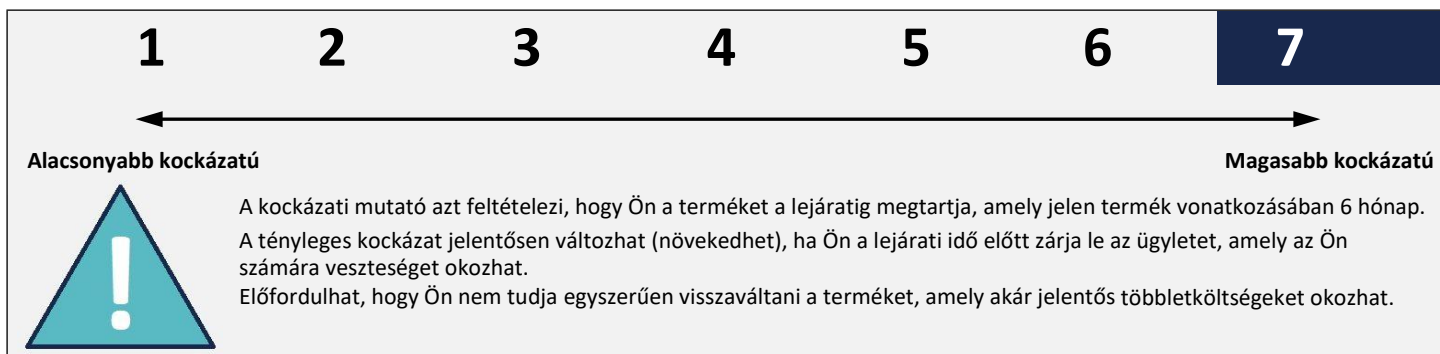 1 2 3 4 5 6 7
Alacsonyabb kockázatú Magasabb kockázatú
A kockázati mutató azt feltételezi, hogy Ön a terméket a lejáratig megtartja, amely jelen termék vonatkozásában 6 hónap.
A tényleges kockázat jelentősen változhat (növekedhet), ha Ön a lejárati idő előtt zárja le az ügyletet, amely az Ön
számára veszteséget okozhat.
Előfordulhat, hogy Ön nem tudja egyszerűen visszaváltani a terméket, amely akár jelentős többletköltségeket okozhat.